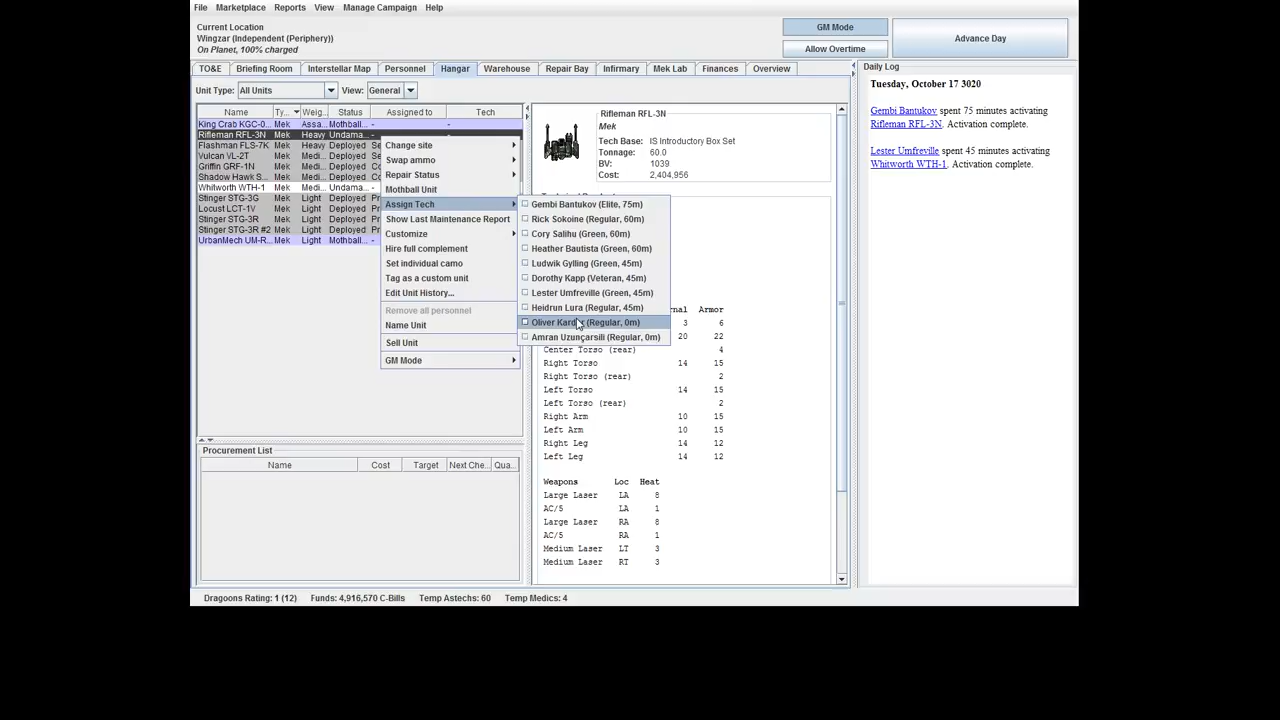 File Marketplace Reports View Manage Campaign Help
Current Location
Wingzar (Independent (Periphery))
On Planet, 100% charged
GM Mode
Allow Overtime
Advance Day
TO&E Briefing Room Interstellar Map Personnel Hangar Warehouse Repair Bay Infirmary Mek Lab Finances Overview
Unit Type: All Units View: General
Name Ty... Weig... Status Assigned to Tech
King Crab KGC-0... Mek Assa... Mothball... - -
Rifleman RFL-3N Mek Heavy Undama... - -
Flashman FLS-7K Mek Heavy Deployed
Vulcan VL-2T Mek Medi... Deployed
Griffin GRF-1N Mek Medi... Deployed
Shadow Hawk S... Mek Medi... Deployed
Whitworth WTH-1 Mek Medi... Undama... -
Stinger STG-3G Mek Light Deployed
Locust LCT-1V Mek Light Deployed
Stinger STG-3R Mek Light Deployed
Stinger STG-3R #2 Mek Light Deployed
UrbanMech UM-R... Mek Light Mothball... -
Change site
Swap ammo
Repair Status
Mothball Unit
Assign Tech
Show Last Maintenance Report
Customize
Hire full complement
Set individual camo
Tag as a custom unit
Edit Unit History...
Remove all personnel
Name Unit
Sell Unit
GM Mode
Gembi Bantukov (Elite, 75m)
Rick Sokoine (Regular, 60m)
Cory Salihu (Green, 60m)
Heather Bautista (Green, 60m)
Ludwik Gylling (Green, 45m)
Dorothy Kapp (Veteran, 45m)
Lester Umfreville (Green, 45m)
Heidrun Lura (Regular, 45m)
Oliver (Regular, 0m)
Amran Uzunçarsili (Regular, 0m)
Rifleman RFL-3N
Mek
Tech Base: IS Introductory Box Set
Tonnage: 60.0
BV: 1039
Cost: 2,404,956
Armor
3 6
20 22
Center Torso (rear) 4
Right Torso 14 15
Right Torso (rear) 2
Left Torso 14 15
Left Torso (rear) 2
Right Arm 10 15
Left Arm 10 15
Right Leg 14 12
Left Leg 14 12
Weapons Loc Heat
Large Laser LA 8
AC/5 LA 1
Large Laser RA 8
AC/5 RA 1
Medium Laser LT 3
Medium Laser RT 3
Procurement List
Name Cost Target Next Che... Qua...
Daily Log
Tuesday, October 17 3020
Gembi Bantukov spent 75 minutes activating
Rifleman RFL-3N. Activation complete.
Lester Umfreville spent 45 minutes activating
Whitworth WTH-1. Activation complete.
Dragoons Rating: 1 (12) Funds: 4,916,570 C-Bills Temp Astechs: 60 Temp Medics: 4